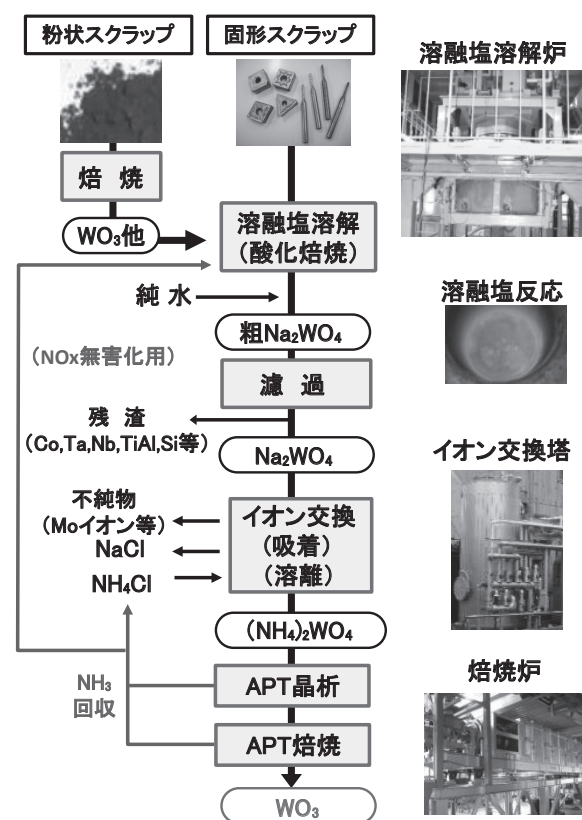 粉状スクラップ
固形スクラップ
溶融塩溶解炉
焙 焼
WO₃他
溶融塩溶解
(酸化焙焼)
純 水
溶融塩反応
粗Na₂WO₄
(NOx無害化用)
濾 過
残 渣
(Co,Ta,Nb,TiAl,Si等)
Na₂WO₄
イオン交換塔
不純物
(Moイオン等)
NaCl
NH₄Cl
イオン交換
(吸着)
(溶離)
(NH₄)₂WO₄
焙焼炉
NH₃
回収
APT晶析
APT焙焼
WO₃